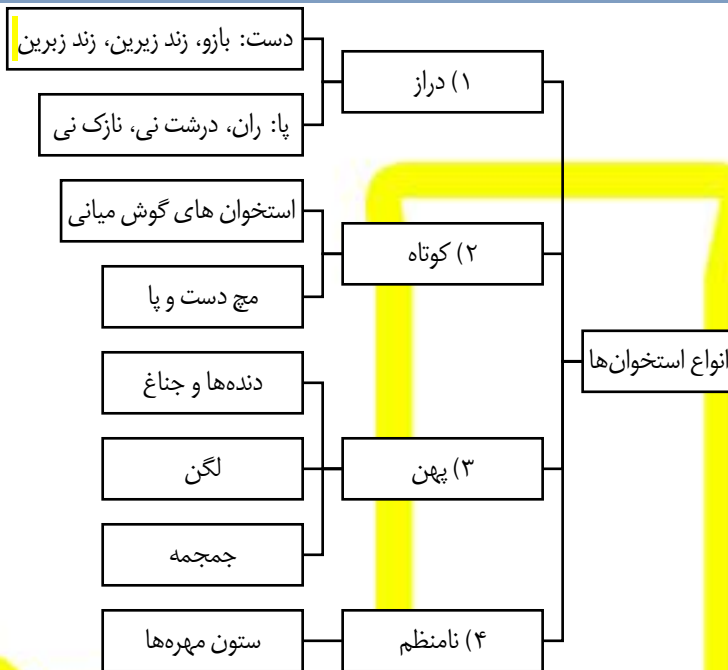 انواع استخوان‌ها
۱) دراز
دست: بازو، زند زیرین، زند زبرین
پا: ران، درشت نی، نازک نی
۲) کوتاه
استخوان های گوش میانی
مچ دست و پا
۳) پهن
دنده‌ها و جناغ
لگن
جمجمه
۴) نامنظم
ستون مهره‌ها